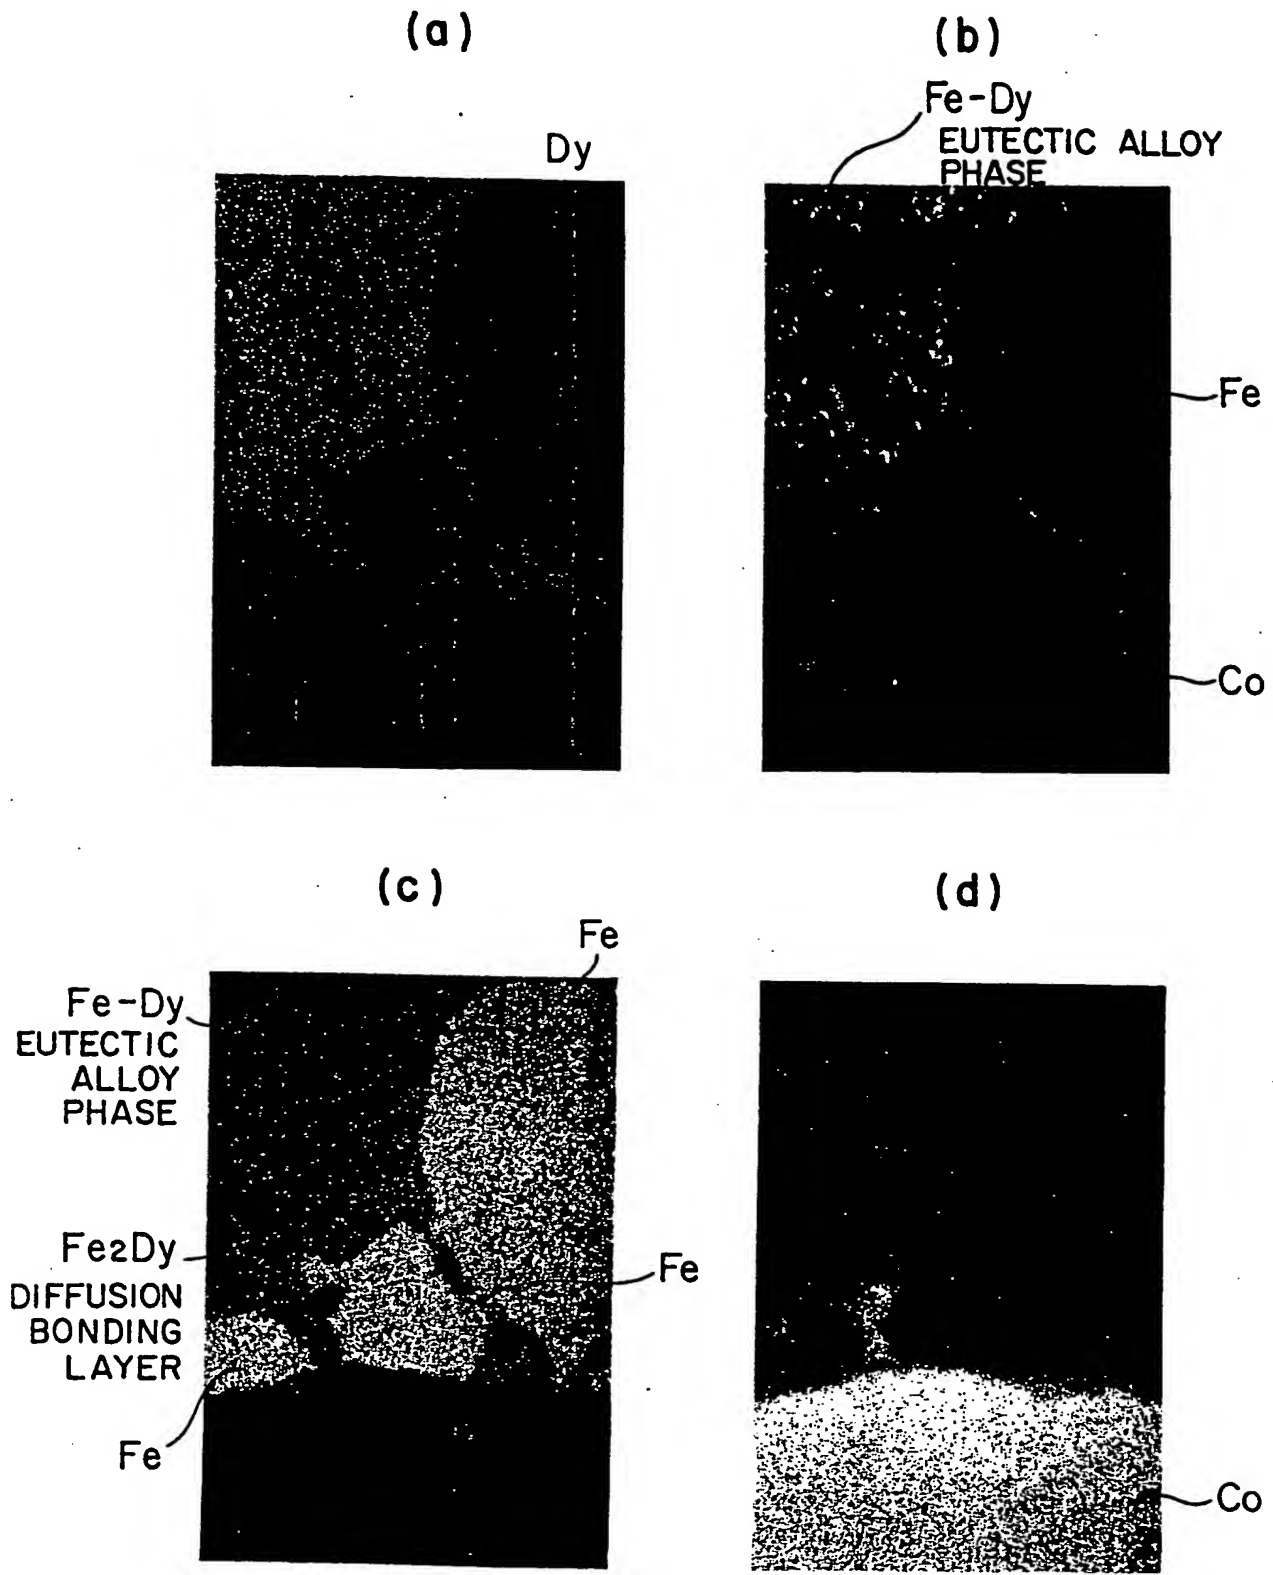 (a)
(b)
Dy
Fe-Dy
EUTECTIC ALLOY
PHASE
Fe
Co
(c)
(d)
Fe
Fe-Dy
EUTECTIC
ALLOY
PHASE
Fe2Dy
DIFFUSION
BONDING
LAYER
Fe
Fe
Co